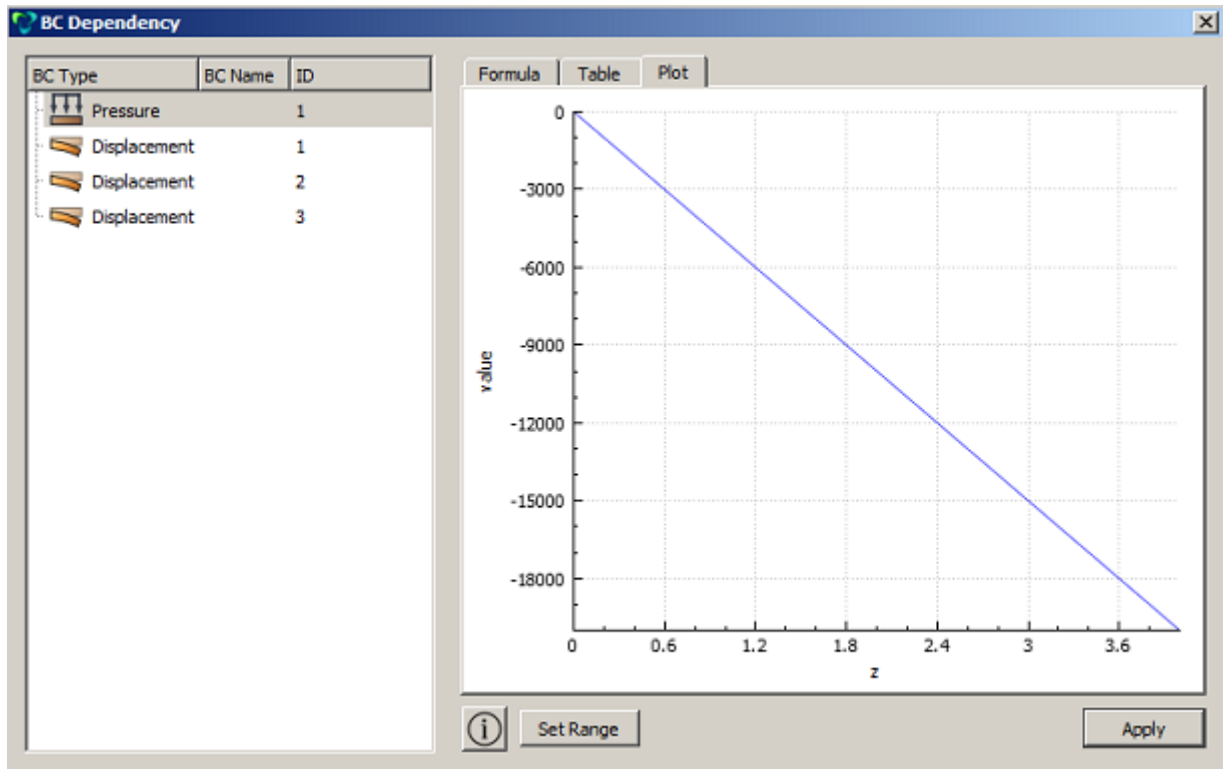 BC Dependency
BC Type BC Name ID
Pressure 1
Displacement 1
Displacement 2
Displacement 3
Formula Table Plot
0
-3000
-6000
-9000
-12000
-15000
-18000
value
0 0.6 1.2 1.8 2.4 3 3.6
z
Set Range
Apply